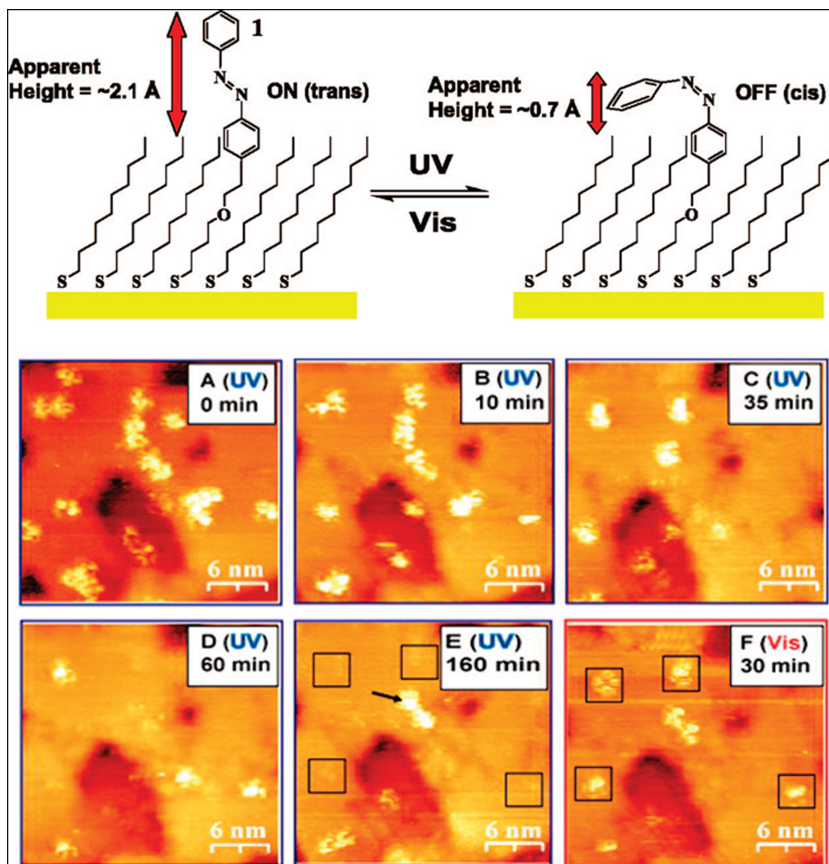 1
Apparent
Height = ~2.1 Å
N
N
ON (trans)
O
S S S S S S S
UV
Vis
Apparent
Height = ~0.7 Å
N
N
OFF (cis)
O
S S S S S S S
A (UV)
0 min
6 nm
B (UV)
10 min
6 nm
C (UV)
35 min
6 nm
D (UV)
60 min
6 nm
E (UV)
160 min
6 nm
F (Vis)
30 min
6 nm